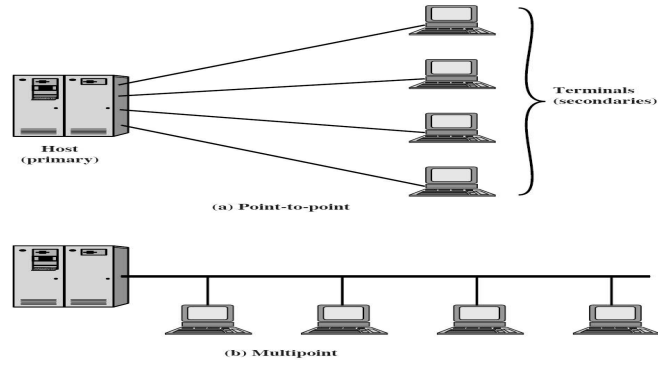 Terminals
(secondaries)
Host
(primary)
(a) Point-to-point
(b) Multipoint